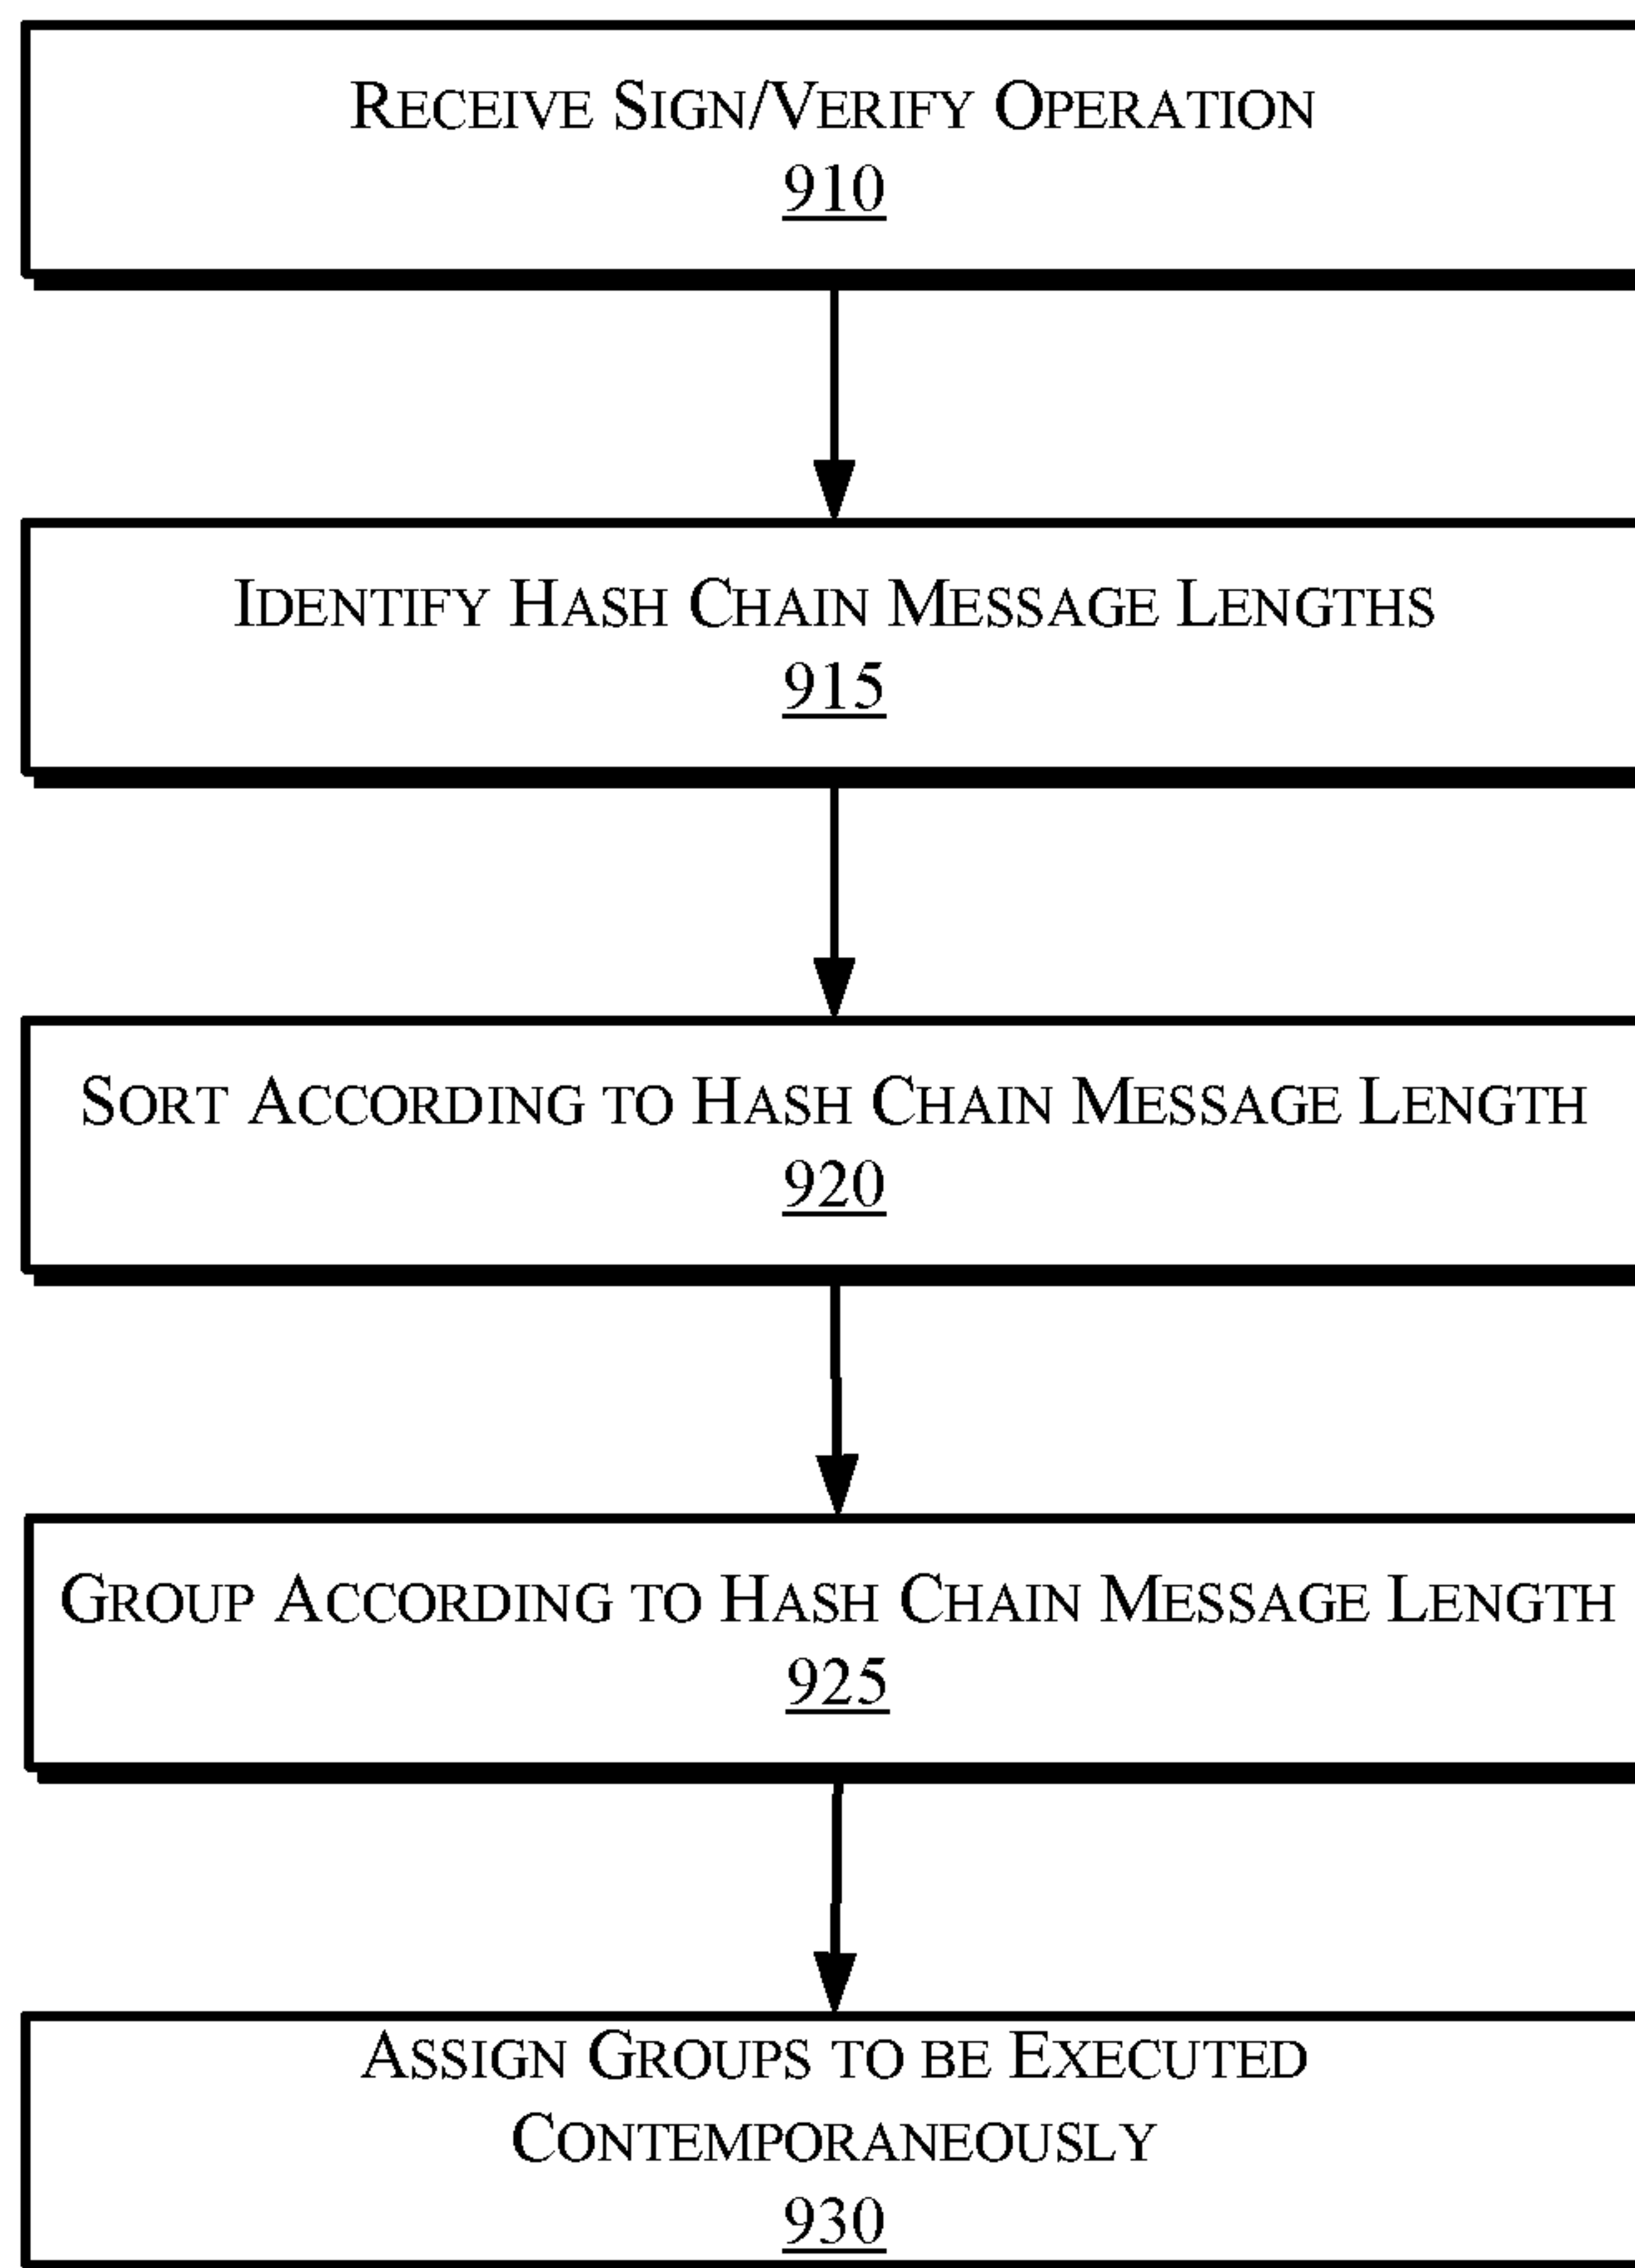 RECEIVE SIGN/VERIFY OPERATION
910
IDENTIFY HASH CHAIN MESSAGE LENGTHS
915
SORT ACCORDING TO HASH CHAIN MESSAGE LENGTH
920
GROUP ACCORDING TO HASH CHAIN MESSAGE LENGTH
925
ASSIGN GROUPS TO BE EXECUTED
CONTEMPORANEOUSLY
930